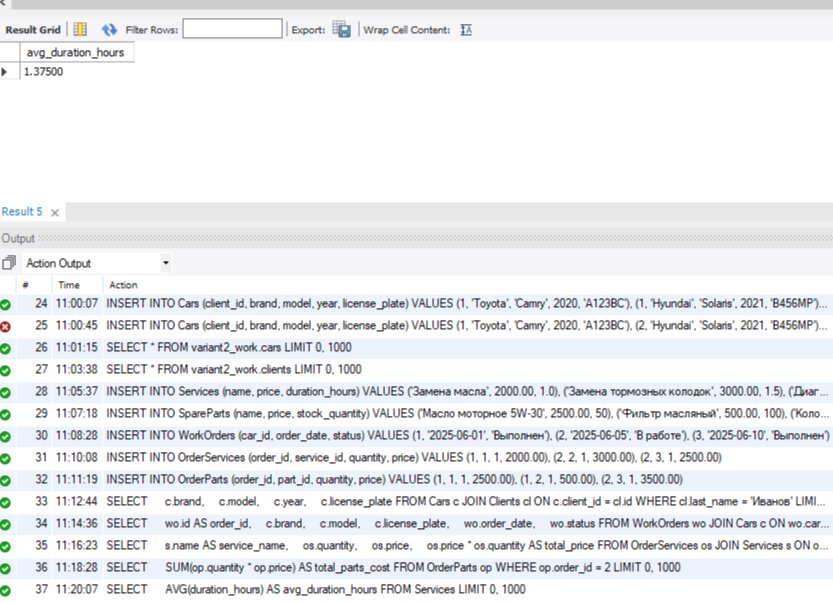 Result Grid Filter Rows: Export: Wrap Cell Content: IA
avg_duration_hours
1.37500
Result 5 ×
Output
Action Output
# Time Action
24 11:00:07 INSERT INTO Cars (client_id, brand, model, year, license_plate) VALUES (1, 'Toyota', 'Camry', 2020, 'A123BC'), (1, 'Hyundai', 'Solaris', 2021, 'B456MP')...
25 11:00:45 INSERT INTO Cars (client_id, brand, model, year, license_plate) VALUES (1, 'Toyota', 'Camry', 2020, 'A123BC'), (2, 'Hyundai', 'Solaris', 2021, 'B456MP')...
26 11:01:15 SELECT * FROM variant2_work.cars LIMIT 0, 1000
27 11:03:38 SELECT * FROM variant2_work.clients LIMIT 0, 1000
28 11:05:37 INSERT INTO Services (name, price, duration_hours) VALUES ('Замена масла', 2000.00, 1.0), ('Замена тормозных колодок', 3000.00, 1.5), ('Диаг...
29 11:07:18 INSERT INTO SpareParts (name, price, stock_quantity) VALUES ('Масло моторное 5W-30', 2500.00, 50), ('Фильтр масляный', 500.00, 100), ('Коло...
30 11:08:28 INSERT INTO WorkOrders (car_id, order_date, status) VALUES (1, '2025-06-01', 'Выполнен'), (2, '2025-06-05', 'В работе'), (3, '2025-06-10', 'Выполнен')
31 11:10:08 INSERT INTO OrderServices (order_id, service_id, quantity, price) VALUES (1, 1, 1, 2000.00), (2, 2, 1, 3000.00), (2, 3, 1, 2500.00)
32 11:11:19 INSERT INTO OrderParts (order_id, part_id, quantity, price) VALUES (1, 1, 1, 2500.00), (1, 2, 1, 500.00), (2, 3, 1, 3500.00)
33 11:12:44 SELECT c.brand, c.model, c.year, c.license_plate FROM Cars c JOIN Clients cl ON c.client_id = cl.id WHERE cl.last_name = 'Иванов' LIMI...
34 11:14:36 SELECT wo.id AS order_id, c.brand, c.model, c.license_plate, wo.order_date, wo.status FROM WorkOrders wo JOIN Cars c ON wo.car...
35 11:16:23 SELECT s.name AS service_name, os.quantity, os.price, os.price * os.quantity AS total_price FROM OrderServices os JOIN Services s ON o...
36 11:18:28 SELECT SUM(op.quantity * op.price) AS total_parts_cost FROM OrderParts op WHERE op.order_id = 2 LIMIT 0, 1000
37 11:20:07 SELECT AVG(duration_hours) AS avg_duration_hours FROM Services LIMIT 0, 1000